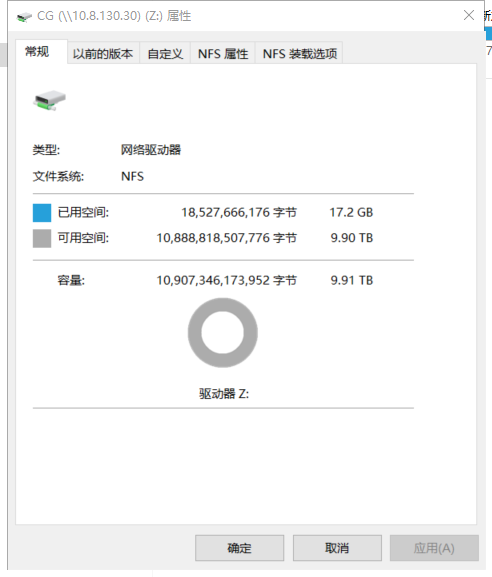 CG (\\10.8.130.30) (Z:) 属性
常规 以前的版本 自定义 NFS 属性 NFS 装载选项
类型: 网络驱动器
文件系统: NFS
已用空间: 18,527,666,176 字节 17.2 GB
可用空间: 10,888,818,507,776 字节 9.90 TB
容量: 10,907,346,173,952 字节 9.91 TB
驱动器 Z:
确定 取消 应用(A)